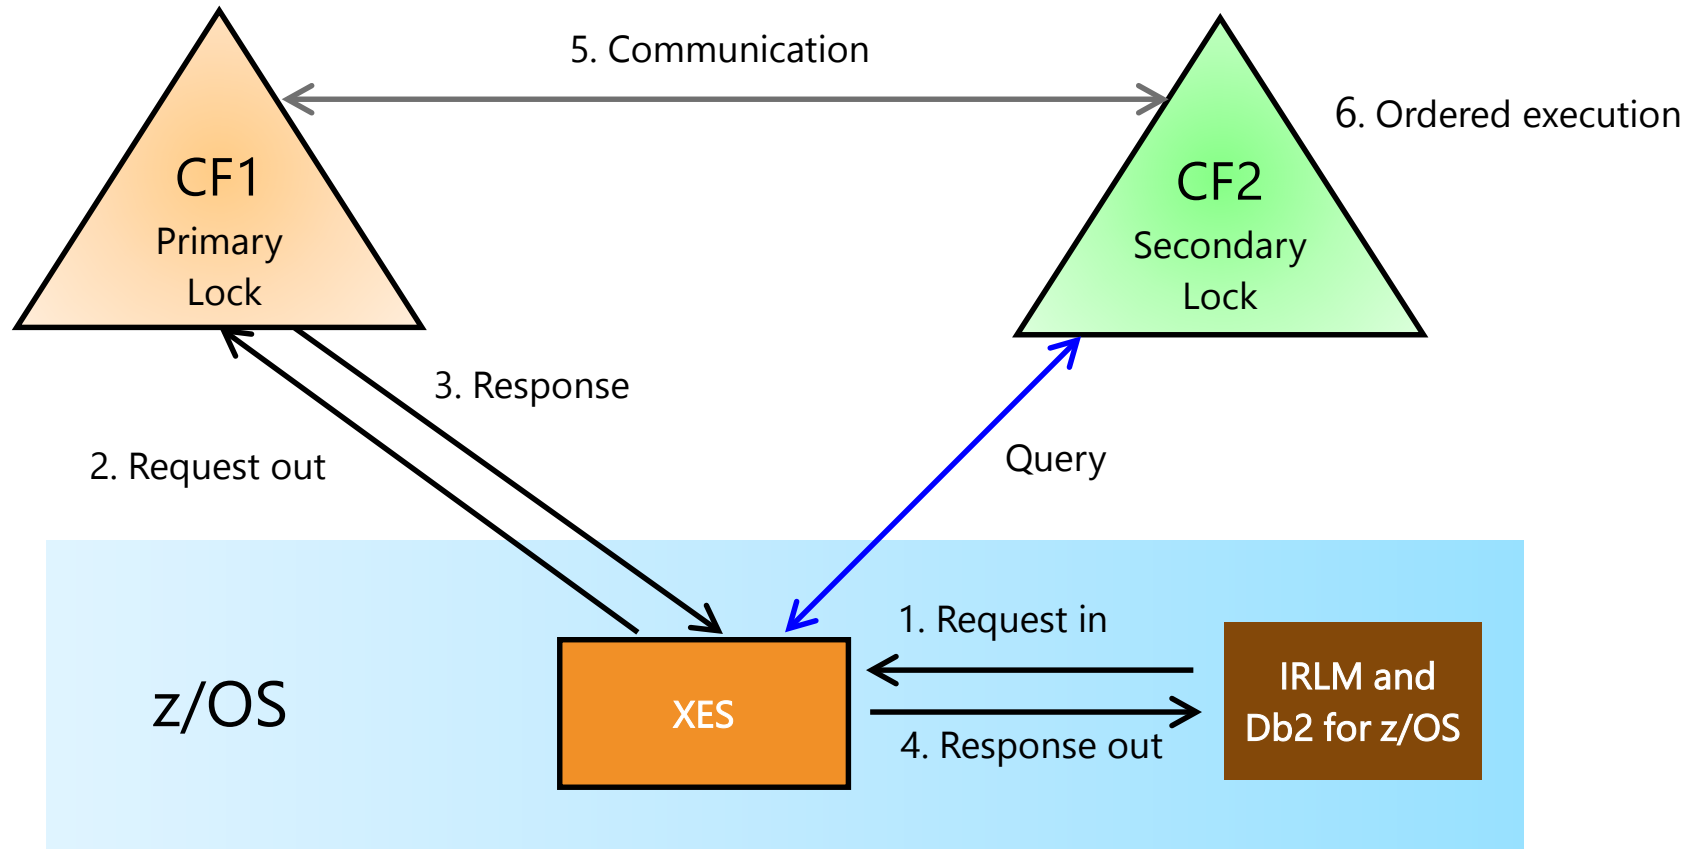 5. Communication
6. Ordered execution
CF1
Primary
Lock
CF2
Secondary
Lock
3. Response
2. Request out
Query
1. Request in
z/OS
XES
IRLM and
Db2 for z/OS
4. Response out